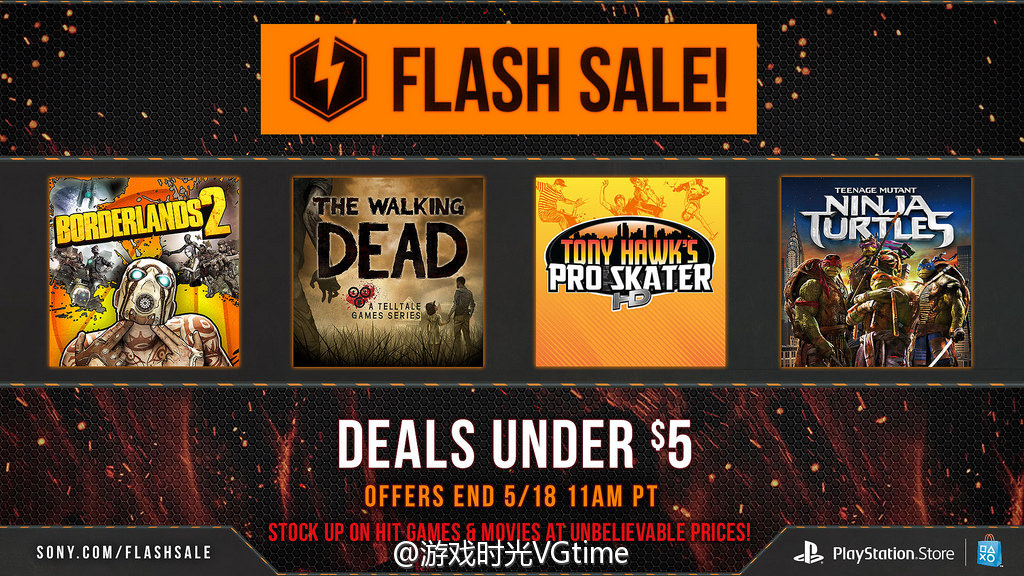 FLASH SALE!
BORDERLANDS 2
THE WALKING
DEAD
A TELLTALE
GAMES SERIES
TONY HAWK'S
PRO SKATER
HD
TEENAGE MUTANT
NINJA
TURTLES
DEALS UNDER $5
OFFERS END 5/18 11AM PT
STOCK UP ON HIT GAMES & MOVIES AT UNBELIEVABLE PRICES!
@游戏时光VGtime
SONY.COM/FLASHSALE
PlayStation.Store